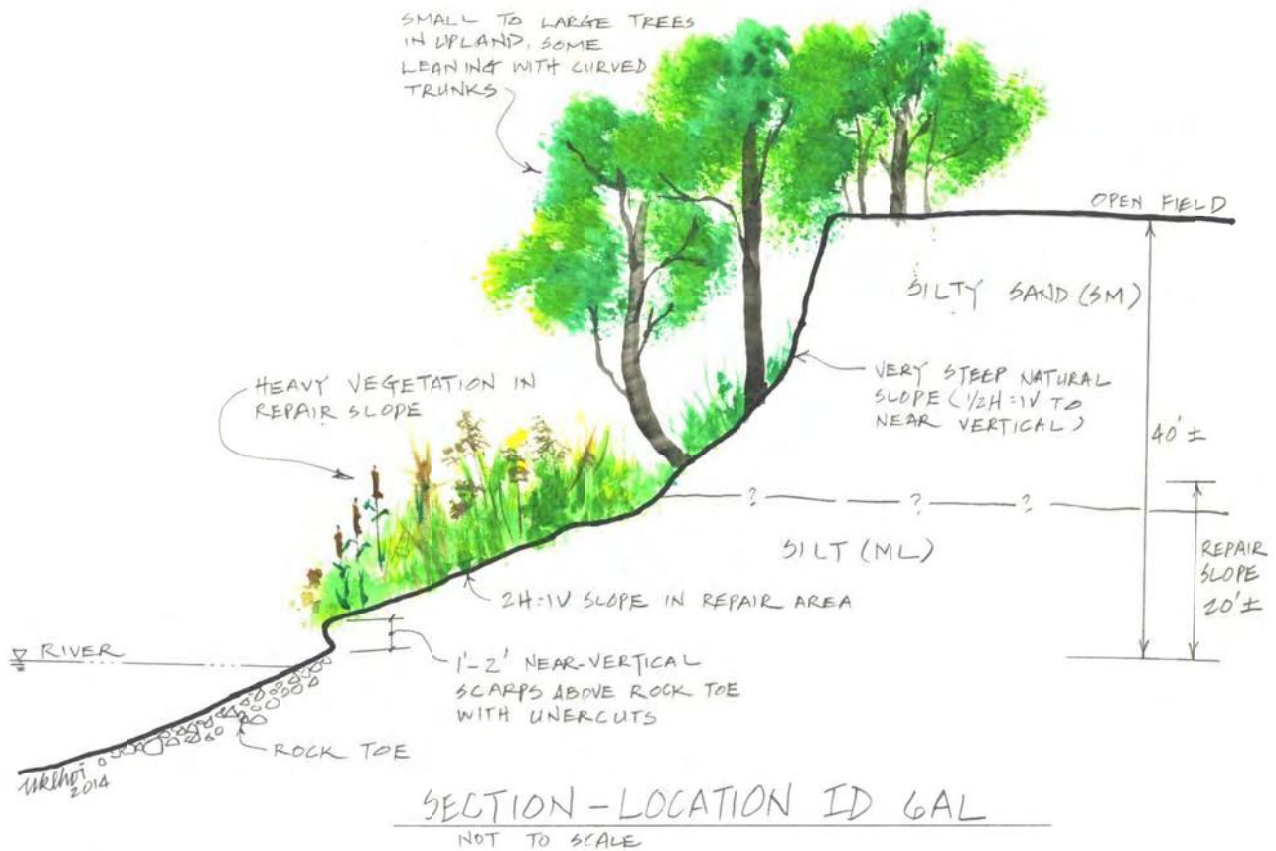 SMALL TO LARGE TREES
IN UPLAND, SOME
LEANING WITH CURVED
TRUNKS
OPEN FIELD
SILTY SAND (SM)
HEAVY VEGETATION IN
REPAIR SLOPE
VERY STEEP NATURAL
SLOPE (1/2H=1V TO
NEAR VERTICAL)
40'±
?
?
?
SILT (ML)
REPAIR
SLOPE
20'±
2H=1V SLOPE IN REPAIR AREA
RIVER
1'-2' NEAR-VERTICAL
SCARPS ABOVE ROCK TOE
WITH UNERCUTS
ROCK TOE
2014
SECTION - LOCATION ID 6AL
NOT TO SCALE